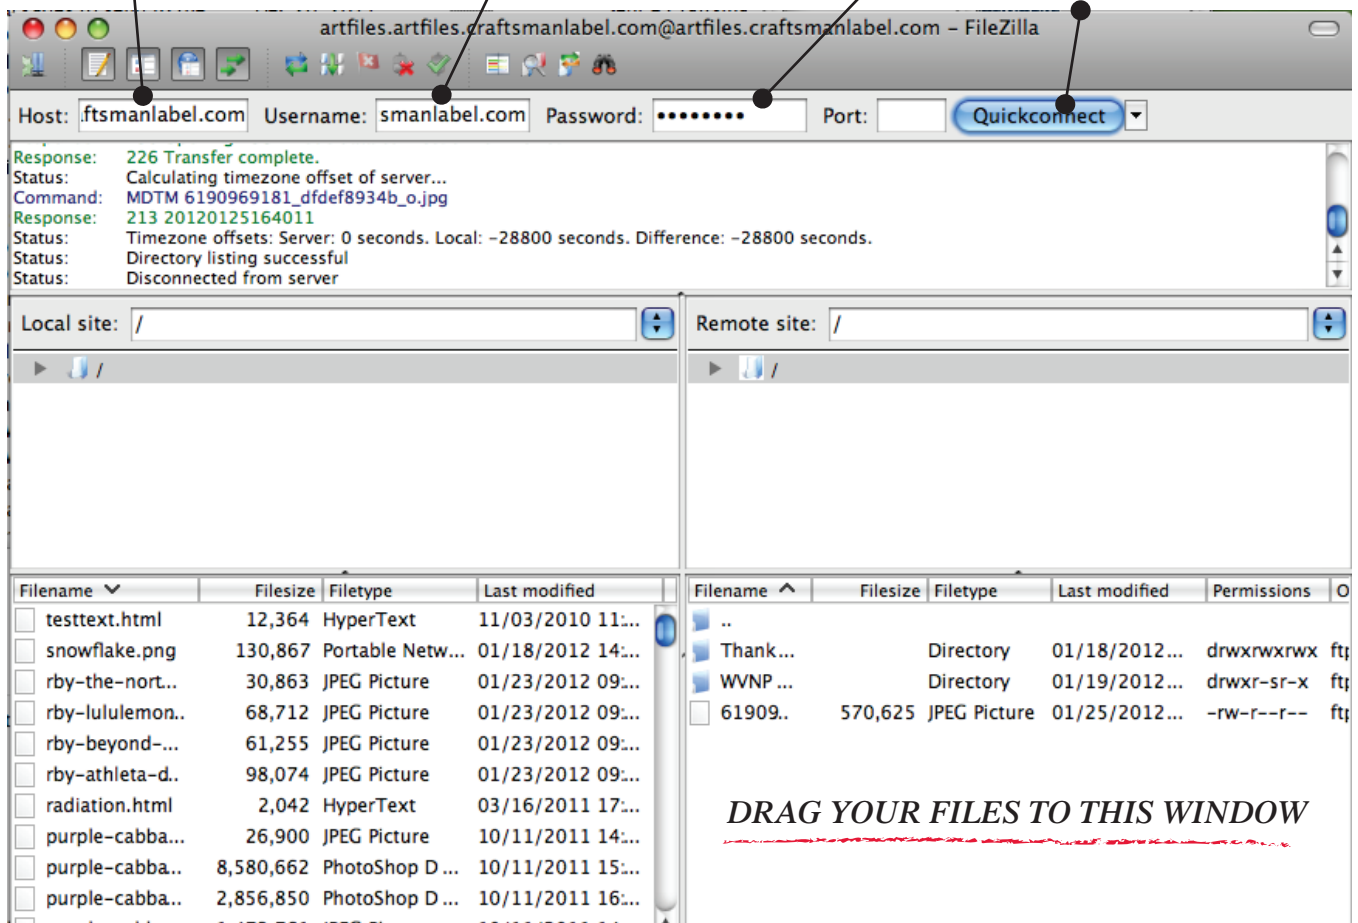 artfiles.artfiles.craftsmanlabel.com@artfiles.craftsmanlabel.com – FileZilla
Host: ftsmanlabel.com Username: smanlabel.com Password: •••••••• Port: Quickconnect
Response: 226 Transfer complete.
Status: Calculating timezone offset of server...
Command: MDTM 6190969181_dfdef8934b_o.jpg
Response: 213 20120125164011
Status: Timezone offsets: Server: 0 seconds. Local: -28800 seconds. Difference: -28800 seconds.
Status: Directory listing successful
Status: Disconnected from server
Local site: / Remote site: /
/ /
Filename Filesize Filetype Last modified Filename Filesize Filetype Last modified Permissions O
testtext.html 12,364 HyperText 11/03/2010 11:... ..
snowflake.png 130,867 Portable Netw... 01/18/2012 14:... Thank... Directory 01/18/2012... drwxrwxrwx ftp
rby-the-nort... 30,863 JPEG Picture 01/23/2012 09:... WVNP ... Directory 01/19/2012... drwxr-sr-x ftp
rby-lululemon.. 68,712 JPEG Picture 01/23/2012 09:... 61909.. 570,625 JPEG Picture 01/25/2012... -rw-r--r-- ftp
rby-beyond-... 61,255 JPEG Picture 01/23/2012 09:...
rby-athleta-d.. 98,074 JPEG Picture 01/23/2012 09:...
radiation.html 2,042 HyperText 03/16/2011 17:...
purple-cabba... 26,900 JPEG Picture 10/11/2011 14:...
purple-cabba... 8,580,662 PhotoShop D... 10/11/2011 15:...
purple-cabba... 2,856,850 PhotoShop D... 10/11/2011 16:...
DRAG YOUR FILES TO THIS WINDOW